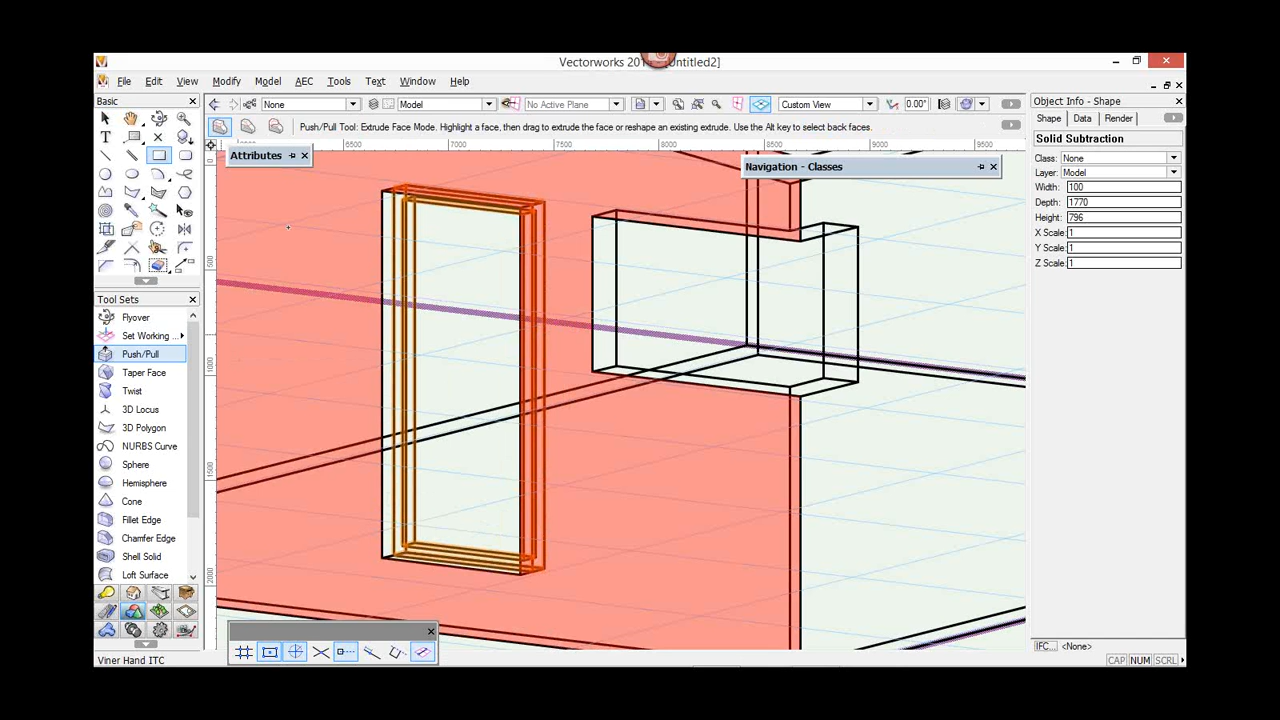 Vectorworks 201
Untitled2]
File Edit View Modify Model AEC Tools Text Window Help
Basic
None
Model
No Active Plane
Custom View
0.00°
Object Info - Shape
Push/Pull Tool: Extrude Face Mode. Highlight a face, then drag to extrude the face or reshape an existing extrude. Use the Alt key to select back faces.
Shape Data Render
6500 7000 8000 8500 9000 9500
Attributes
Navigation - Classes
Solid Subtraction
Class: None
Layer: Model
Width: 100
Depth: 1770
Height: 796
X Scale: 1
Y Scale: 1
Z Scale: 1
0
500
1000
1500
2000
Tool Sets
Flyover
Set Working ...
Push/Pull
Taper Face
Twist
3D Locus
3D Polygon
NURBS Curve
Sphere
Hemisphere
Cone
Fillet Edge
Chamfer Edge
Shell Solid
Loft Surface
IFC... <None>
Viner Hand ITC
CAP NUM SCRL